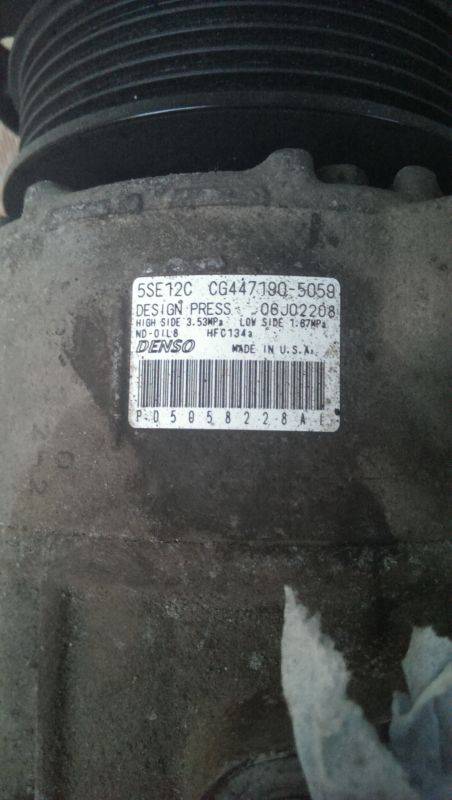 5SE12C CG447190-5059
DESIGN PRESS 06J02208
HIGH SIDE 3.53MPa LOW SIDE 1.67MPa
ND-OIL8 HFC134a
DENSO MADE IN U.S.A.
P05058228AE